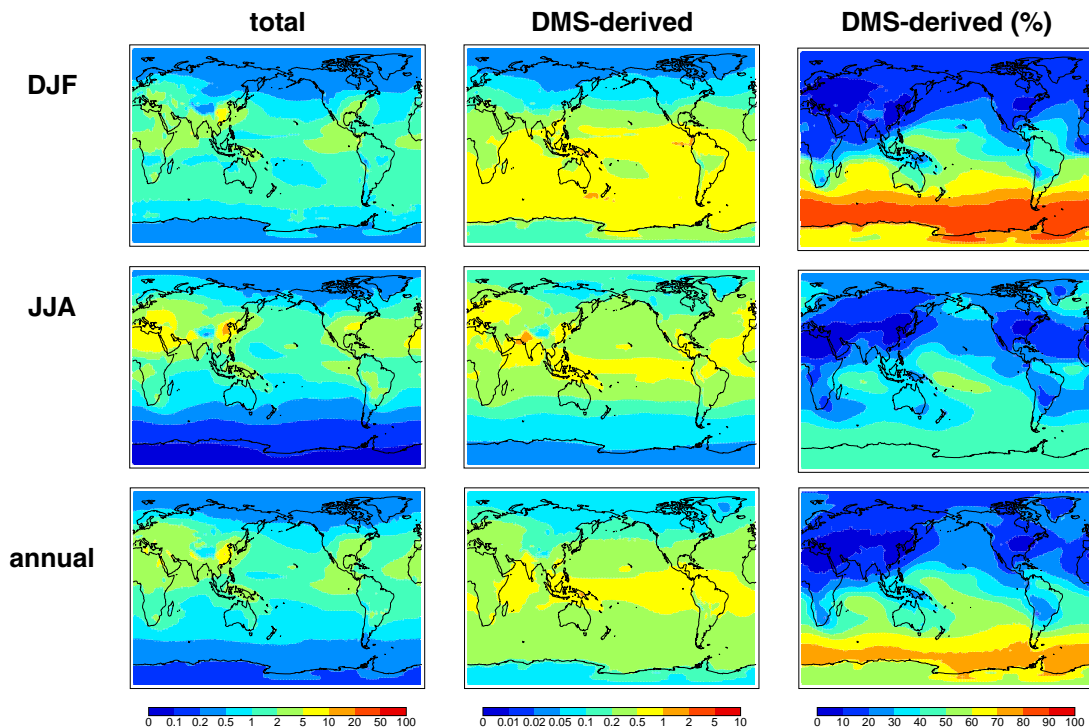 total DMS-derived DMS-derived (%)
DJF
JJA
annual
0 0.1 0.2 0.5 1 2 5 10 20 50 100
0 0.01 0.02 0.05 0.1 0.2 0.5 1 2 5 10
0 10 20 30 40 50 60 70 80 90 100